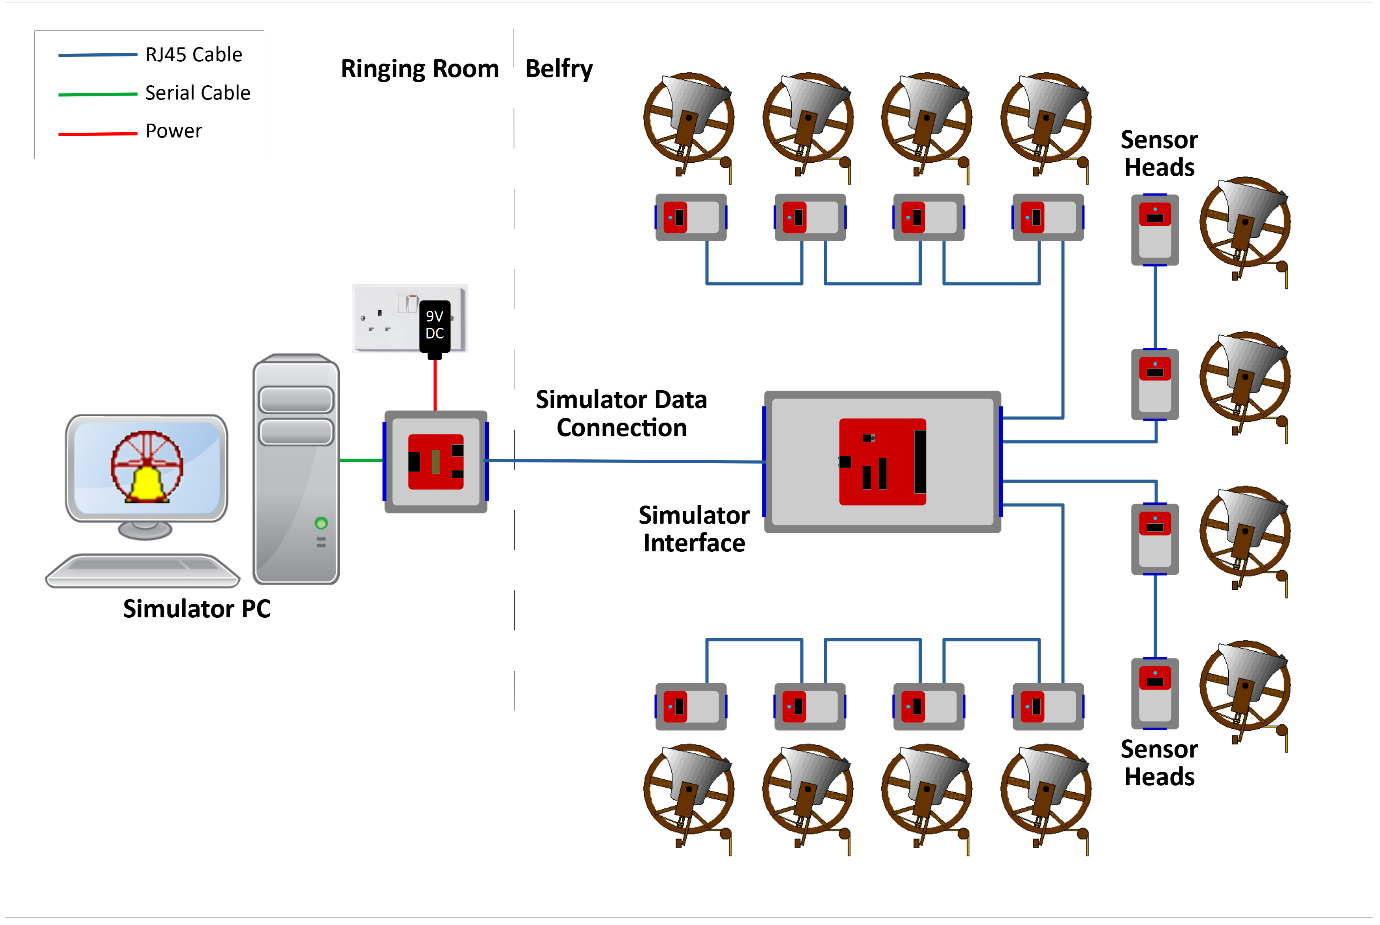 RJ45 Cable
Serial Cable
Power
Ringing Room
Belfry
Sensor
Heads
9V
DC
Simulator Data
Connection
Simulator
Interface
Simulator PC
Sensor
Heads